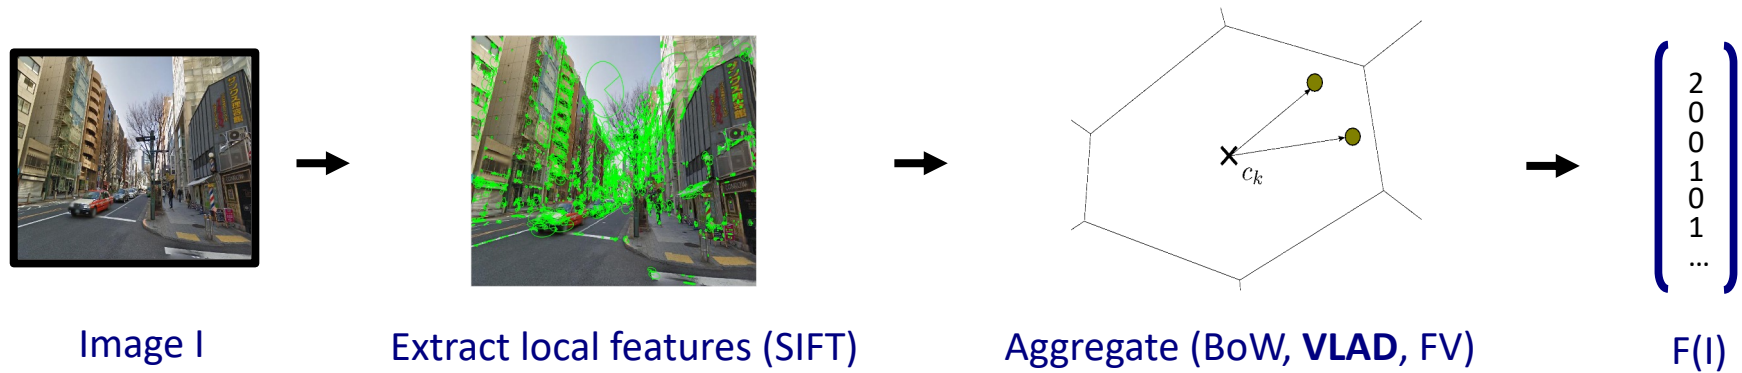 Image I
Extract local features (SIFT)
c_k
Aggregate (BoW, VLAD, FV)
2
0
0
1
0
1
...
F(I)